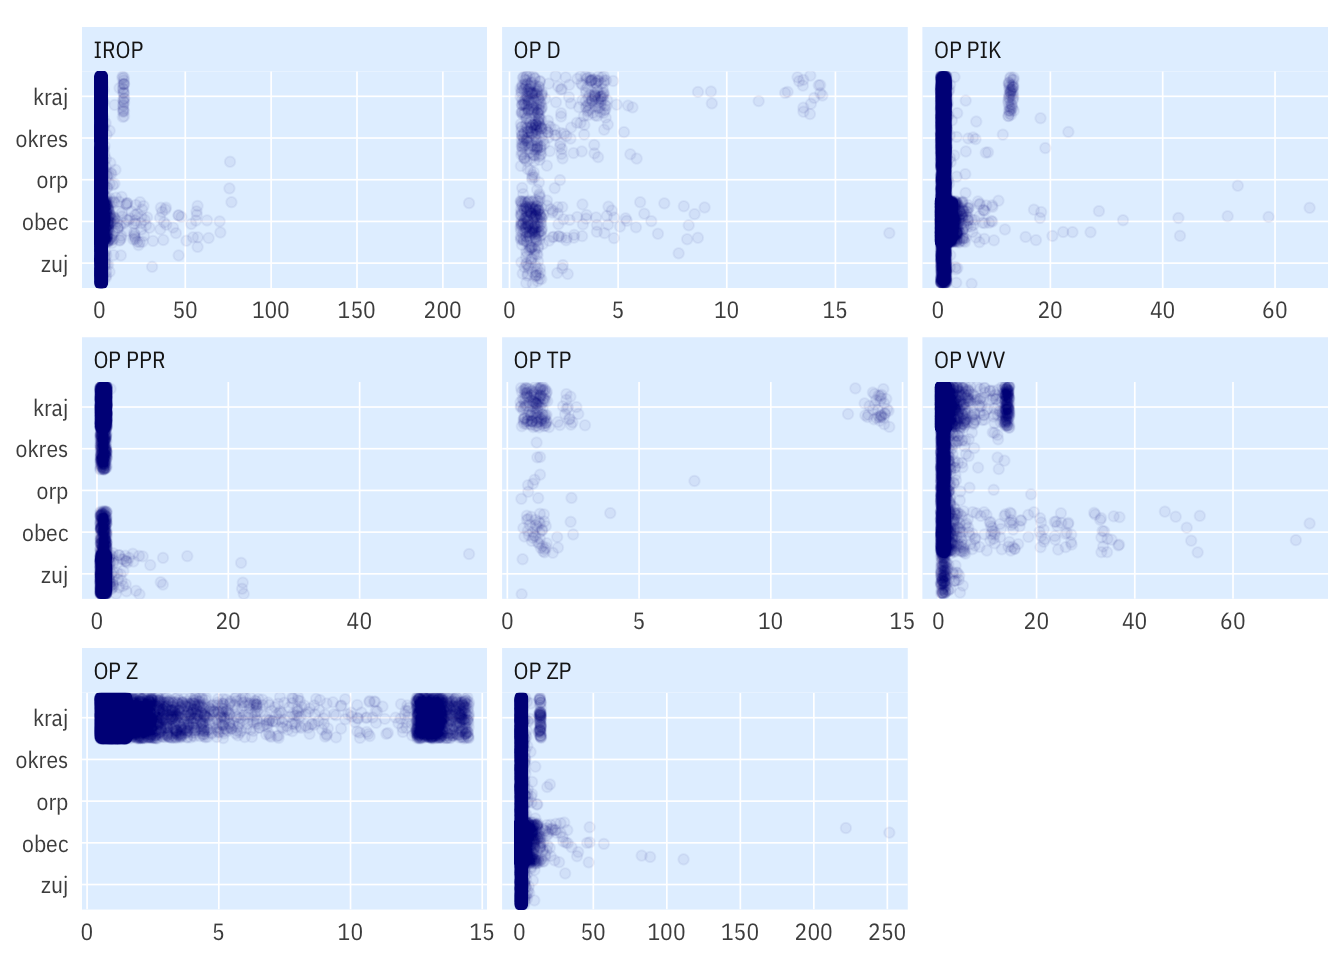 IROP
OP D
OP PIK
kraj
okres
orp
obec
zuj
0 50 100 150 200
0 5 10 15
0 20 40 60
OP PPR
OP TP
OP VVV
kraj
okres
orp
obec
zuj
0 20 40
0 5 10 15
0 20 40 60
OP Z
OP ZP
kraj
okres
orp
obec
zuj
0 5 10 15
0 50 100 150 200 250